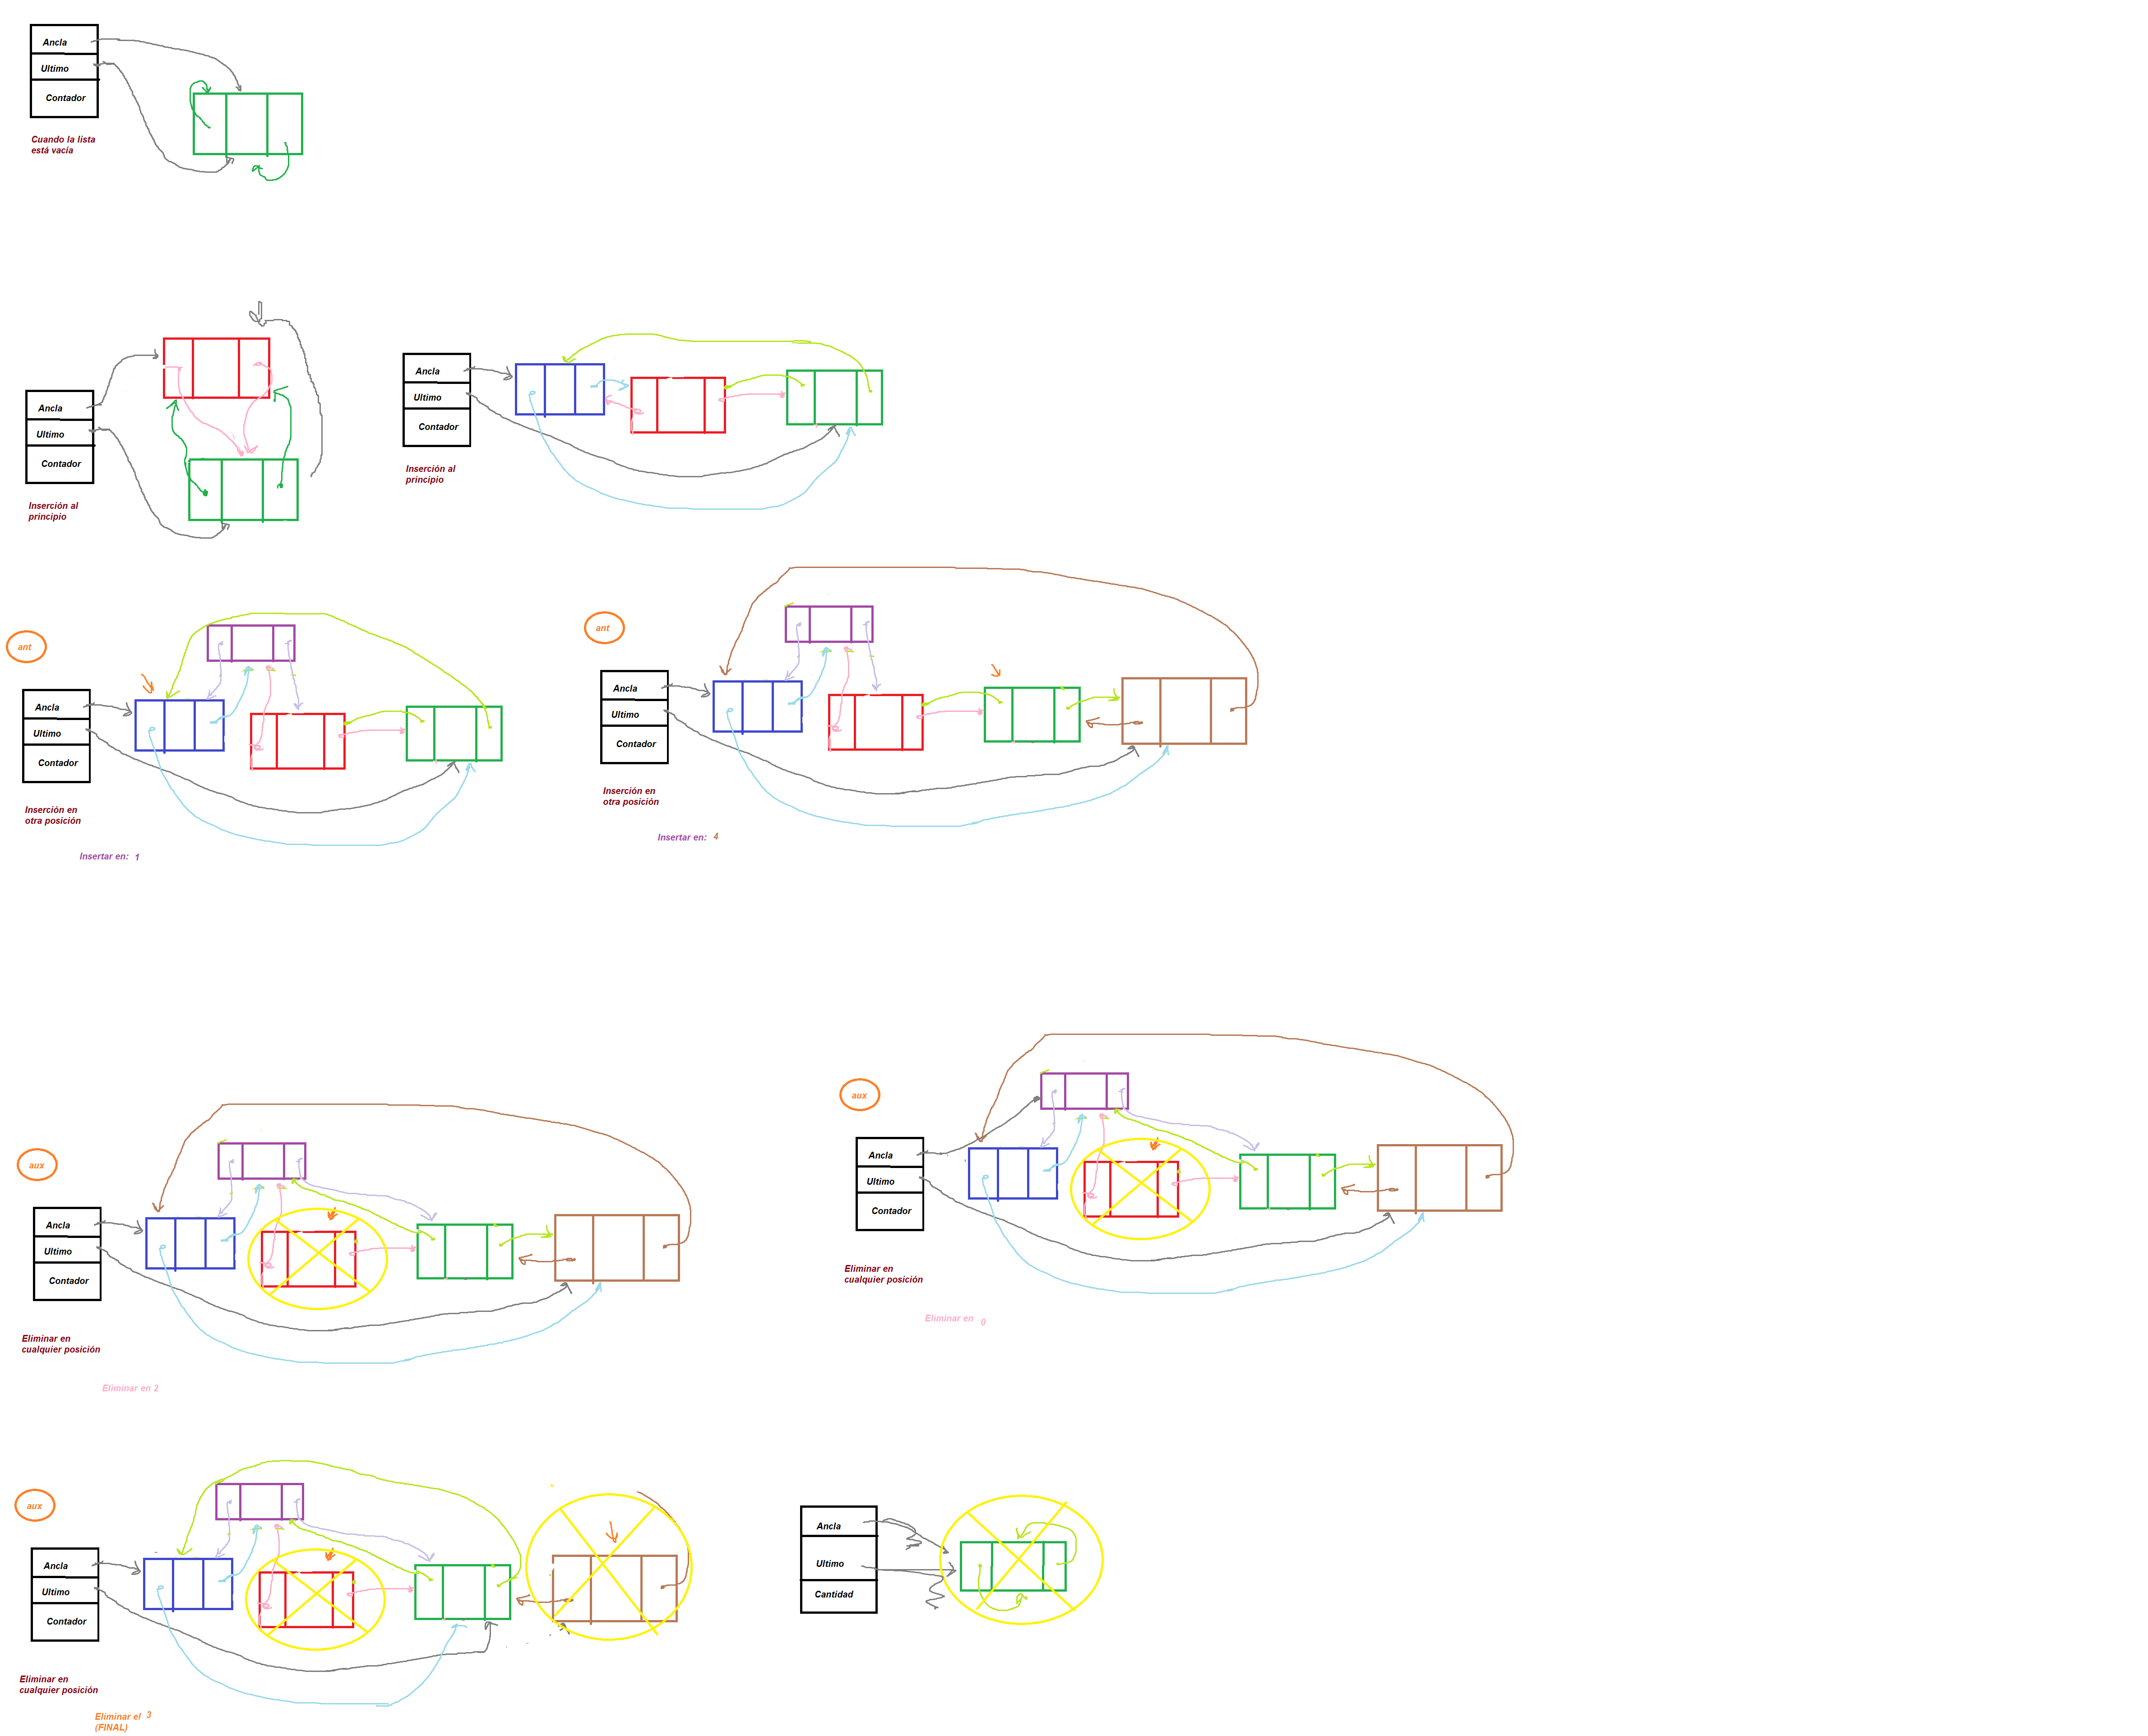 Ancla
Ultimo
Contador
Cuando la lista
está vacía
Ancla
Ultimo
Contador
Inserción al
principio
Ancla
Ultimo
Contador
Inserción al
principio
ant
Ancla
Ultimo
Contador
Inserción en
otra posición
Insertar en: 1
ant
Ancla
Ultimo
Contador
Inserción en
otra posición
Insertar en: 4
aux
Ancla
Ultimo
Contador
Eliminar en
cualquier posición
Eliminar en 2
aux
Ancla
Ultimo
Contador
Eliminar en
cualquier posición
Eliminar en 0
aux
Ancla
Ultimo
Contador
Eliminar en
cualquier posición
Eliminar el 3
(FINAL)
Ancla
Ultimo
Cantidad